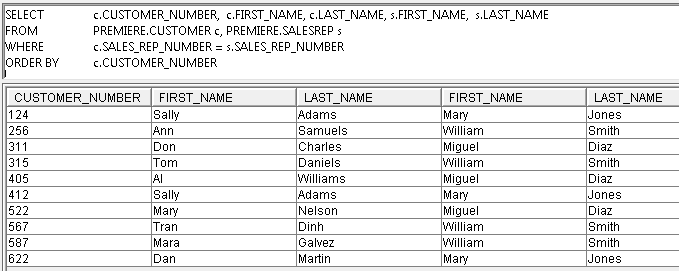 SELECT c.CUSTOMER_NUMBER, c.FIRST_NAME, c.LAST_NAME, s.FIRST_NAME, s.LAST_NAME
FROM PREMIERE.CUSTOMER c, PREMIERE.SALESREP s
WHERE c.SALES_REP_NUMBER = s.SALES_REP_NUMBER
ORDER BY c.CUSTOMER_NUMBER
CUSTOMER_NUMBER FIRST_NAME LAST_NAME FIRST_NAME LAST_NAME
124 Sally Adams Mary Jones
256 Ann Samuels William Smith
311 Don Charles Miguel Diaz
315 Tom Daniels William Smith
405 Al Williams Miguel Diaz
412 Sally Adams Mary Jones
522 Mary Nelson Miguel Diaz
567 Tran Dinh William Smith
587 Mara Galvez William Smith
622 Dan Martin Mary Jones